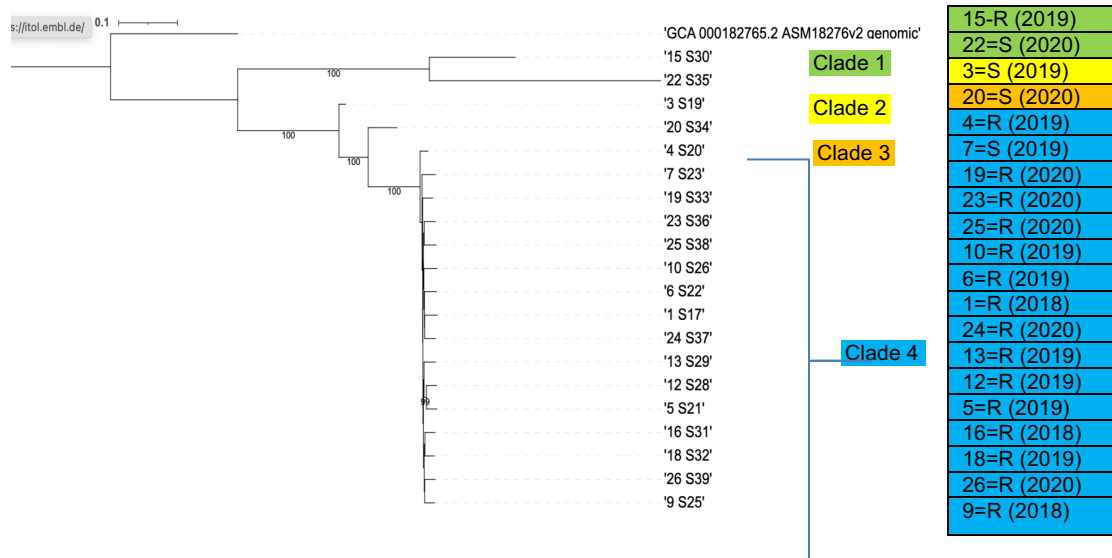 s://itol.embl.de/
0.1
'GCA 000182765.2 ASM18276v2 genomic'
'15 S30'
'22 S35'
100
'3 S19'
100
'20 S34'
100
'4 S20'
100
'7 S23'
'19 S33'
'23 S36'
'25 S38'
'10 S26'
'6 S22'
'1 S17'
'24 S37'
'13 S29'
'12 S28'
99
'5 S21'
'16 S31'
'18 S32'
'26 S39'
'9 S25'
Clade 1
Clade 2
Clade 3
Clade 4
15-R (2019)
22=S (2020)
3=S (2019)
20=S (2020)
4=R (2019)
7=S (2019)
19=R (2020)
23=R (2020)
25=R (2020)
10=R (2019)
6=R (2019)
1=R (2018)
24=R (2020)
13=R (2019)
12=R (2019)
5=R (2019)
16=R (2018)
18=R (2019)
26=R (2020)
9=R (2018)